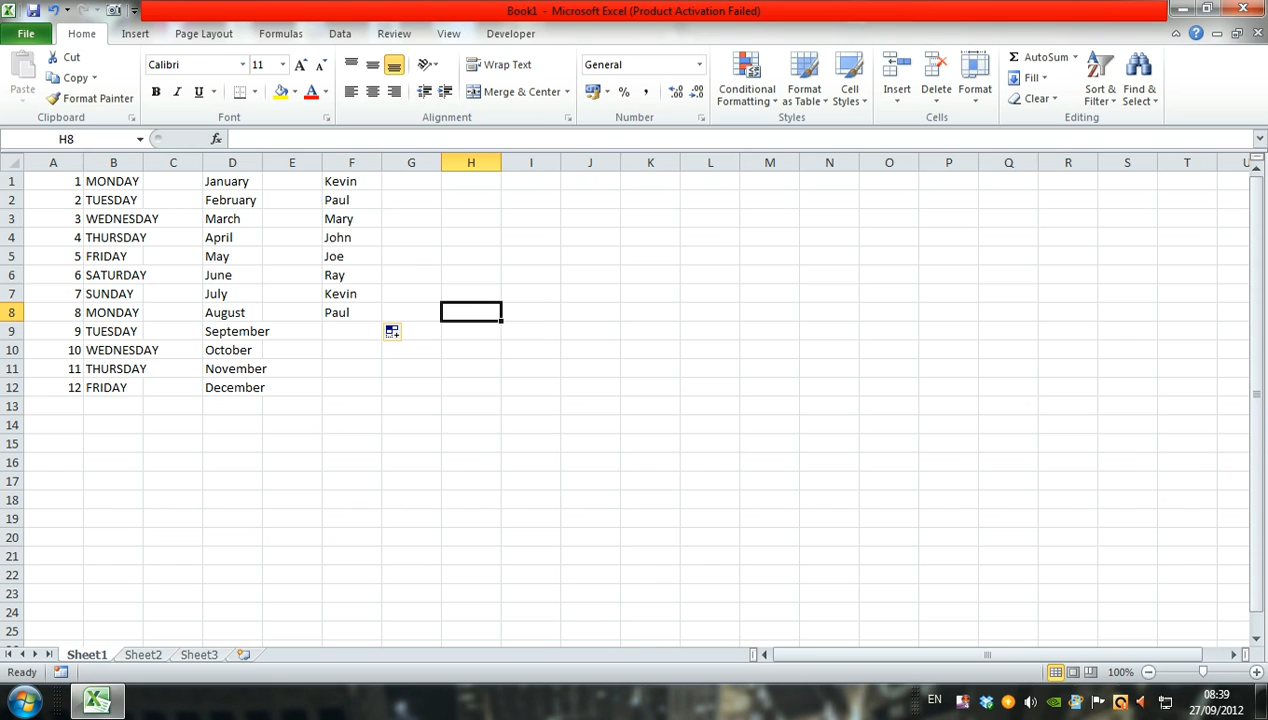 Book1 - Microsoft Excel (Product Activation Failed)
File Home Insert Page Layout Formulas Data Review View Developer
Cut
Calibri 11
Wrap Text
General
AutoSum
Copy
Fill
Paste
Format Painter
Merge & Center
Conditional Formatting
Format as Table
Cell Styles
Insert Delete Format
Clear
Sort & Filter
Find & Select
Clipboard Font Alignment Number Styles Cells Editing
H8 fx
A B C D E F G H I J K L M N O P Q R S T U
1 1 MONDAY January Kevin
2 2 TUESDAY February Paul
3 3 WEDNESDAY March Mary
4 4 THURSDAY April John
5 5 FRIDAY May Joe
6 6 SATURDAY June Ray
7 7 SUNDAY July Kevin
8 8 MONDAY August Paul
9 9 TUESDAY September
10 10 WEDNESDAY October
11 11 THURSDAY November
12 12 FRIDAY December
13
14
15
16
17
18
19
20
21
22
23
24
25
Sheet1 Sheet2 Sheet3
Ready 100%
EN 08:39
27/09/2012